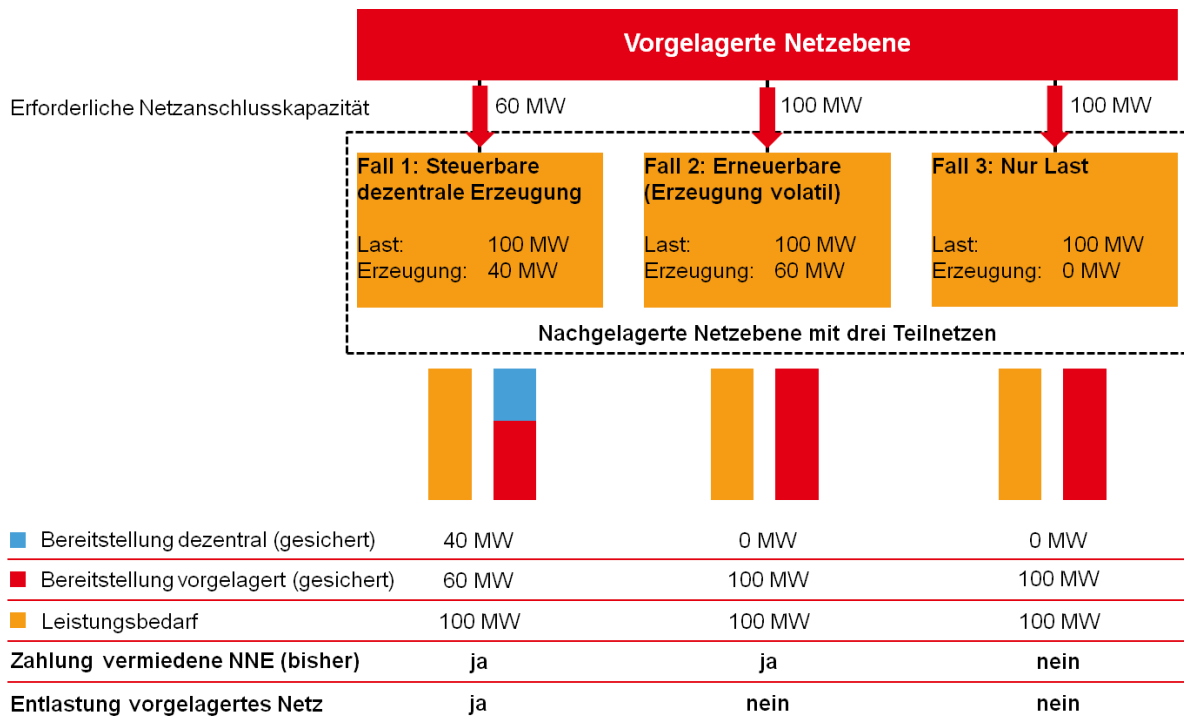 Vorgelagerte Netzebene
Erforderliche Netzanschlusskapazität 60 MW 100 MW 100 MW
Fall 1: Steuerbare
dezentrale Erzeugung
Last: 100 MW
Erzeugung: 40 MW
Fall 2: Erneuerbare
(Erzeugung volatil)
Last: 100 MW
Erzeugung: 60 MW
Fall 3: Nur Last
Last: 100 MW
Erzeugung: 0 MW
Nachgelagerte Netzebene mit drei Teilnetzen
Bereitstellung dezentral (gesichert) 40 MW 0 MW 0 MW
Bereitstellung vorgelagert (gesichert) 60 MW 100 MW 100 MW
Leistungsbedarf 100 MW 100 MW 100 MW
Zahlung vermiedene NNE (bisher) ja ja nein
Entlastung vorgelagertes Netz ja nein nein